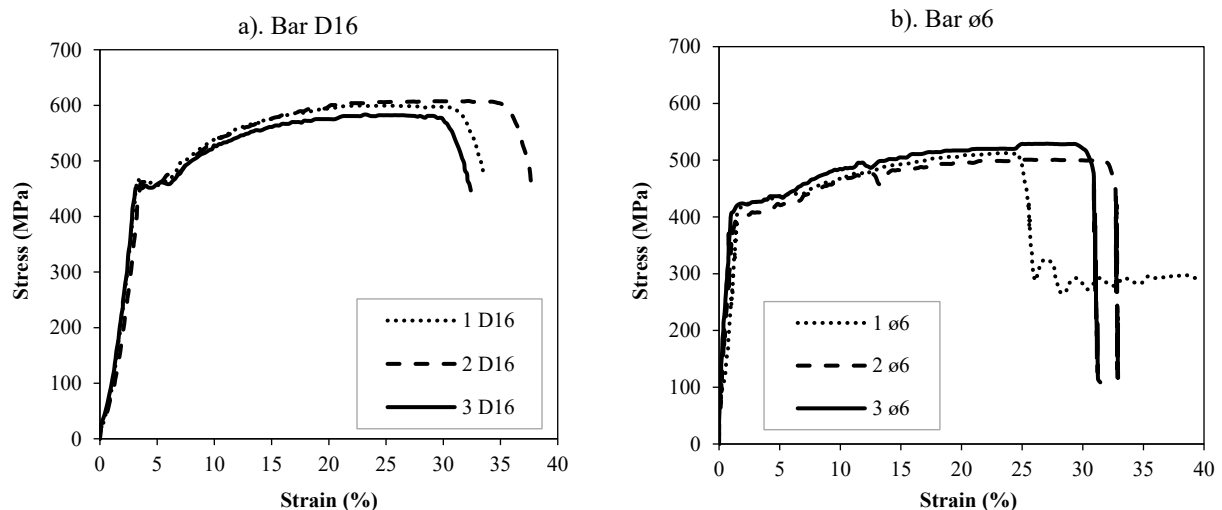 a). Bar D16
700
600
500
400
300
200
100
0
Stress (MPa)
0 5 10 15 20 25 30 35 40
Strain (%)
1 D16
2 D16
3 D16
b). Bar ø6
700
600
500
400
300
200
100
0
Stress (MPa)
0 5 10 15 20 25 30 35 40
Strain (%)
1 ø6
2 ø6
3 ø6